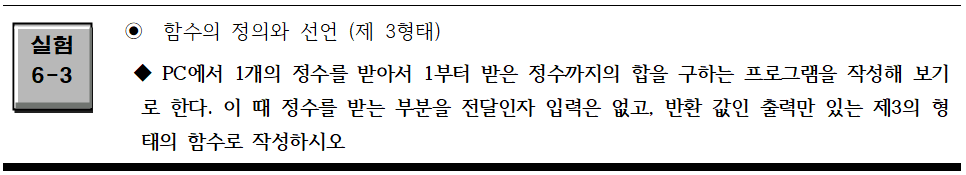 실험
6-3
◉ 함수의 정의와 선언 (제 3형태)
◆ PC에서 1개의 정수를 받아서 1부터 받은 정수까지의 합을 구하는 프로그램을 작성해 보기
로 한다. 이 때 정수를 받는 부분을 전달인자 입력은 없고, 반환 값인 출력만 있는 제3의 형
태의 함수로 작성하시오